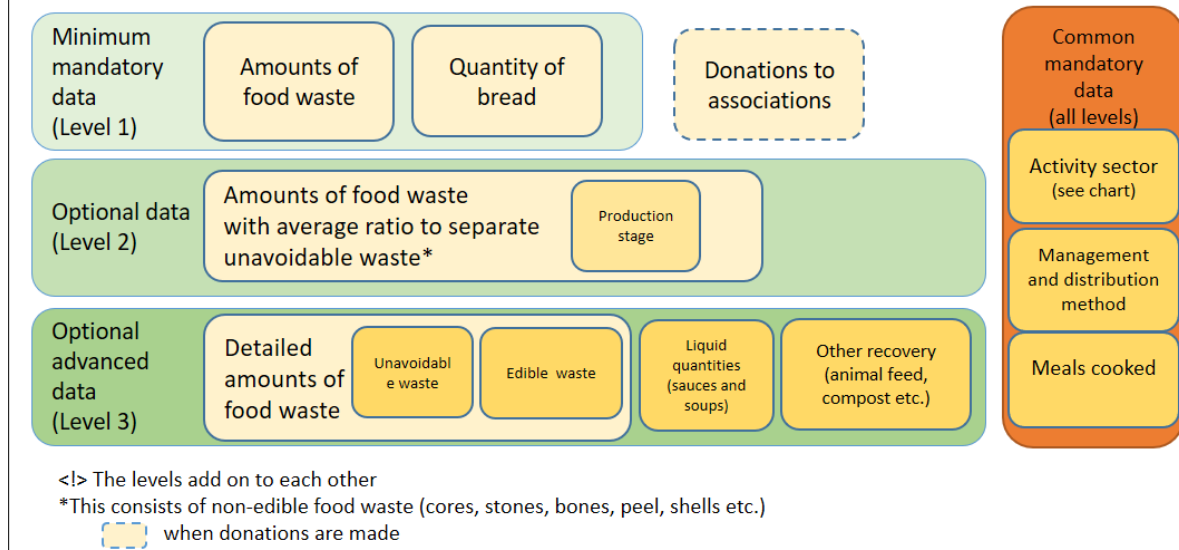 Minimum
mandatory
data
(Level 1)
Amounts of
food waste
Quantity of
bread
Donations to
associations
Common
mandatory
data
(all levels)
Activity sector
(see chart)
Management
and distribution
method
Meals cooked
Optional data
(Level 2)
Amounts of food waste
with average ratio to separate
unavoidable waste*
Production
stage
Optional
advanced
data
(Level 3)
Detailed
amounts of
food waste
Unavoidabl
e waste
Edible waste
Liquid
quantities
(sauces and
soups)
Other recovery
(animal feed,
compost etc.)
<!> The levels add on to each other
*This consists of non-edible food waste (cores, stones, bones, peel, shells etc.)
when donations are made